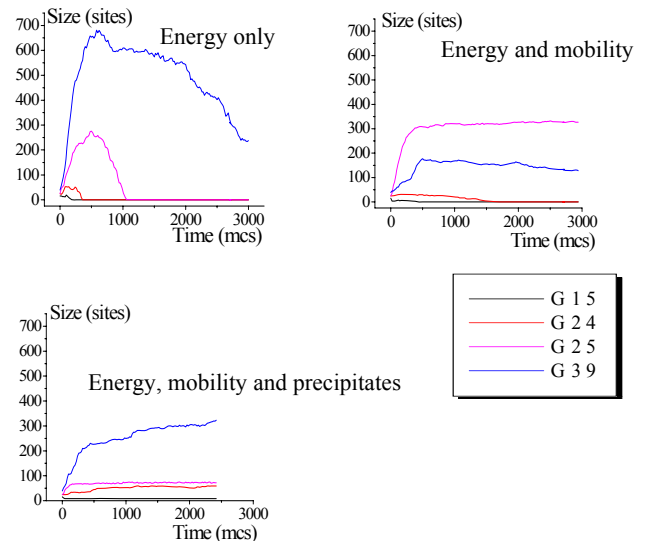 Size (sites)
Energy only
700
600
500
400
300
200
100
0
0 1000 2000 3000
Time (mcs)
Size (sites)
Energy and mobility
700
600
500
400
300
200
100
0
0 1000 2000 3000
Time (mcs)
G 1 5
G 2 4
G 2 5
G 3 9
Size (sites)
Energy, mobility and precipitates
700
600
500
400
300
200
100
0
0 1000 2000 3000
Time (mcs)